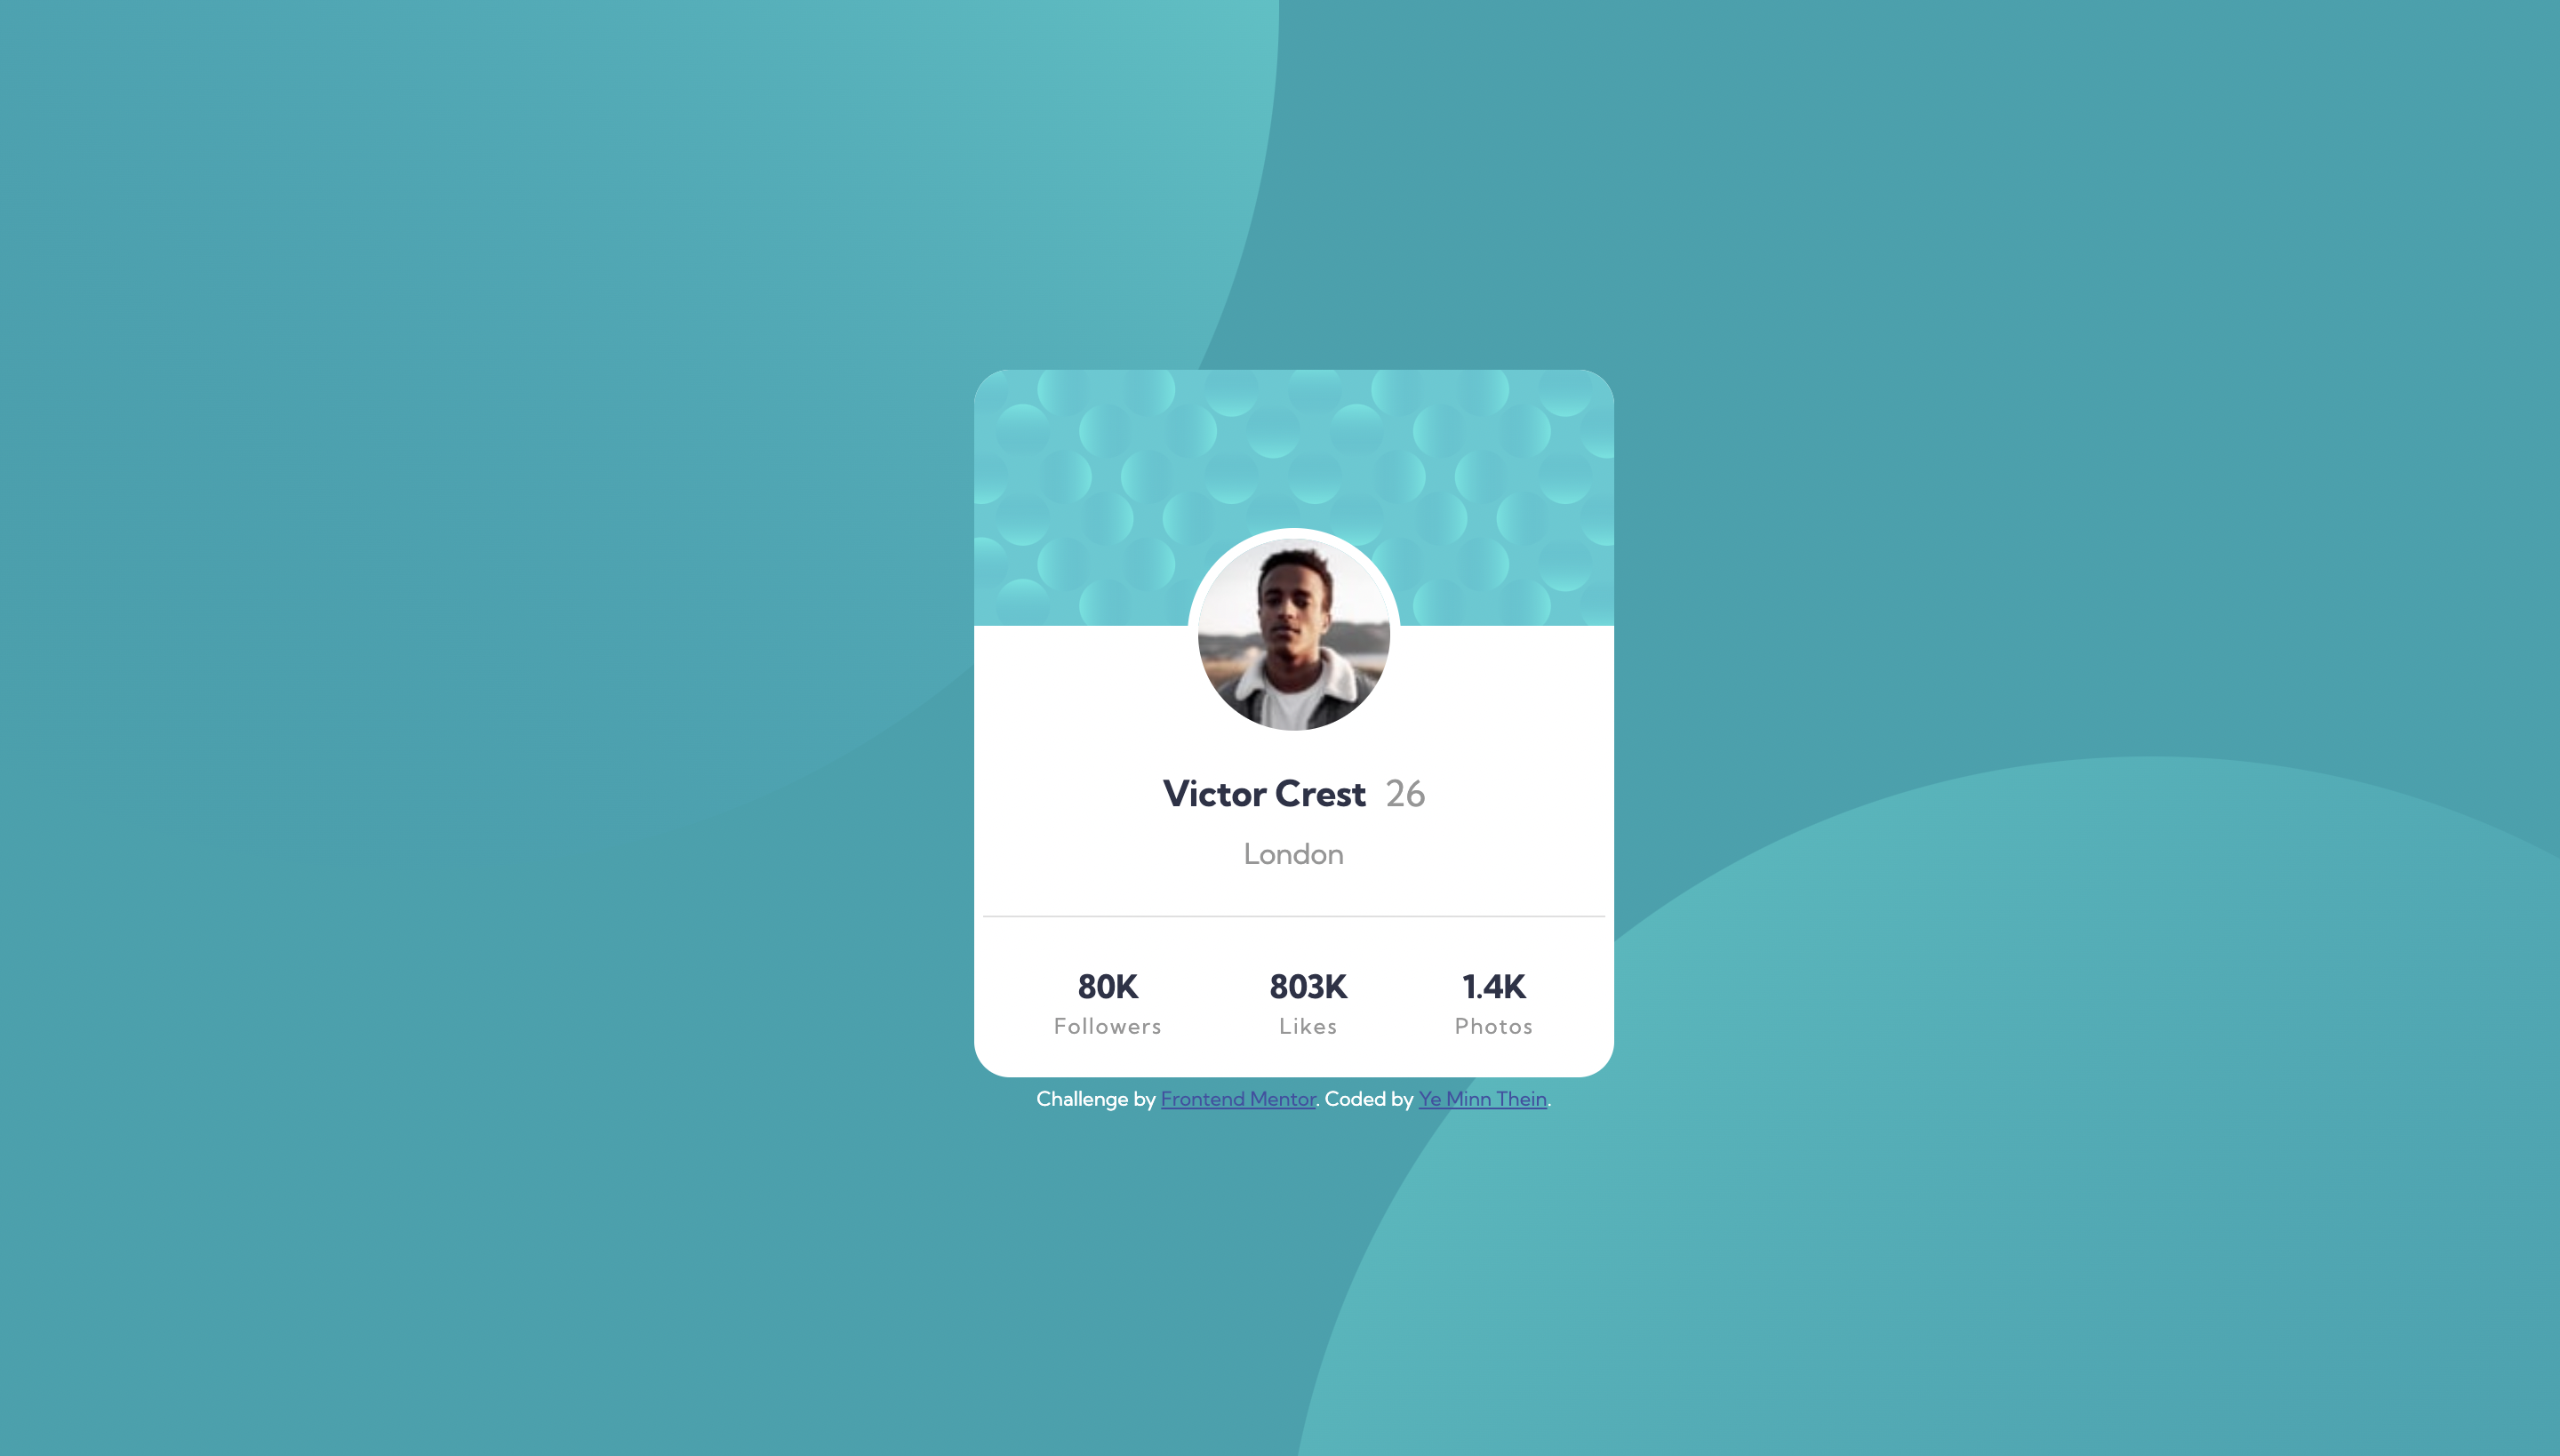 Victor Crest 26
London
80K 803K 1.4K
Followers Likes Photos
Challenge by Frontend Mentor. Coded by Ye Minn Thein.